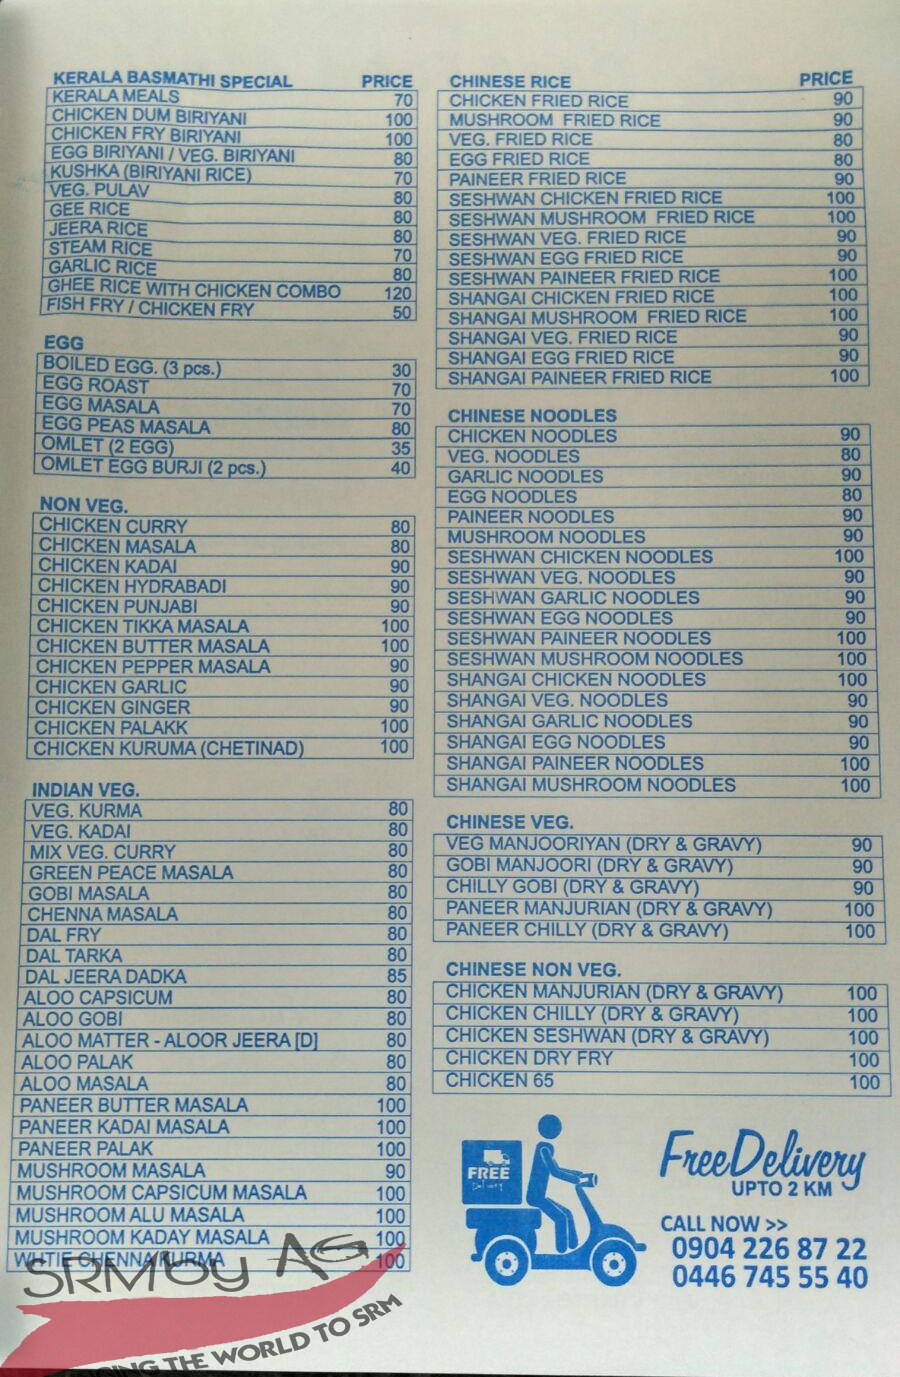 KERALA BASMATHI SPECIAL PRICE
KERALA MEALS 70
CHICKEN DUM BIRIYANI 100
CHICKEN FRY BIRIYANI 100
EGG BIRIYANI / VEG. BIRIYANI 80
KUSHKA (BIRIYANI RICE) 70
VEG. PULAV 80
GEE RICE 80
JEERA RICE 80
STEAM RICE 70
GARLIC RICE 80
GHEE RICE WITH CHICKEN COMBO 120
FISH FRY / CHICKEN FRY 50
EGG
BOILED EGG. (3 pcs.) 30
EGG ROAST 70
EGG MASALA 70
EGG PEAS MASALA 80
OMLET (2 EGG) 35
OMLET EGG BURJI (2 pcs.) 40
NON VEG.
CHICKEN CURRY 80
CHICKEN MASALA 80
CHICKEN KADAI 90
CHICKEN HYDRABADI 90
CHICKEN PUNJABI 90
CHICKEN TIKKA MASALA 100
CHICKEN BUTTER MASALA 100
CHICKEN PEPPER MASALA 90
CHICKEN GARLIC 90
CHICKEN GINGER 90
CHICKEN PALAKK 100
CHICKEN KURUMA (CHETINAD) 100
INDIAN VEG.
VEG. KURMA 80
VEG. KADAI 80
MIX VEG. CURRY 80
GREEN PEACE MASALA 80
GOBI MASALA 80
CHENNA MASALA 80
DAL FRY 80
DAL TARKA 80
DAL JEERA DADKA 85
ALOO CAPSICUM 80
ALOO GOBI 80
ALOO MATTER - ALOOR JEERA [D] 80
ALOO PALAK 80
ALOO MASALA 80
PANEER BUTTER MASALA 100
PANEER KADAI MASALA 100
PANEER PALAK 100
MUSHROOM MASALA 90
MUSHROOM CAPSICUM MASALA 100
MUSHROOM ALU MASALA 100
MUSHROOM KADAY MASALA 100
WHTIE CHENNA KURMA 100
CHINESE RICE PRICE
CHICKEN FRIED RICE 90
MUSHROOM FRIED RICE 90
VEG. FRIED RICE 80
EGG FRIED RICE 80
PAINEER FRIED RICE 90
SESHWAN CHICKEN FRIED RICE 100
SESHWAN MUSHROOM FRIED RICE 100
SESHWAN VEG. FRIED RICE 90
SESHWAN EGG FRIED RICE 90
SESHWAN PAINEER FRIED RICE 100
SHANGAI CHICKEN FRIED RICE 100
SHANGAI MUSHROOM FRIED RICE 100
SHANGAI VEG. FRIED RICE 90
SHANGAI EGG FRIED RICE 90
SHANGAI PAINEER FRIED RICE 100
CHINESE NOODLES
CHICKEN NOODLES 90
VEG. NOODLES 80
GARLIC NOODLES 90
EGG NOODLES 80
PAINEER NOODLES 90
MUSHROOM NOODLES 90
SESHWAN CHICKEN NOODLES 100
SESHWAN VEG. NOODLES 90
SESHWAN GARLIC NOODLES 90
SESHWAN EGG NOODLES 90
SESHWAN PAINEER NOODLES 100
SESHWAN MUSHROOM NOODLES 100
SHANGAI CHICKEN NOODLES 100
SHANGAI VEG. NOODLES 90
SHANGAI GARLIC NOODLES 90
SHANGAI EGG NOODLES 90
SHANGAI PAINEER NOODLES 100
SHANGAI MUSHROOM NOODLES 100
CHINESE VEG.
VEG MANJOORIYAN (DRY & GRAVY) 90
GOBI MANJOORI (DRY & GRAVY) 90
CHILLY GOBI (DRY & GRAVY) 90
PANEER MANJURIAN (DRY & GRAVY) 100
PANEER CHILLY (DRY & GRAVY) 100
CHINESE NON VEG.
CHICKEN MANJURIAN (DRY & GRAVY) 100
CHICKEN CHILLY (DRY & GRAVY) 100
CHICKEN SESHWAN (DRY & GRAVY) 100
CHICKEN DRY FRY 100
CHICKEN 65 100
FREE
Delivery
Free Delivery
UPTO 2 KM
CALL NOW >>
0904 226 87 22
0446 745 55 40
SRMby AG
THE WORLD TO SRM